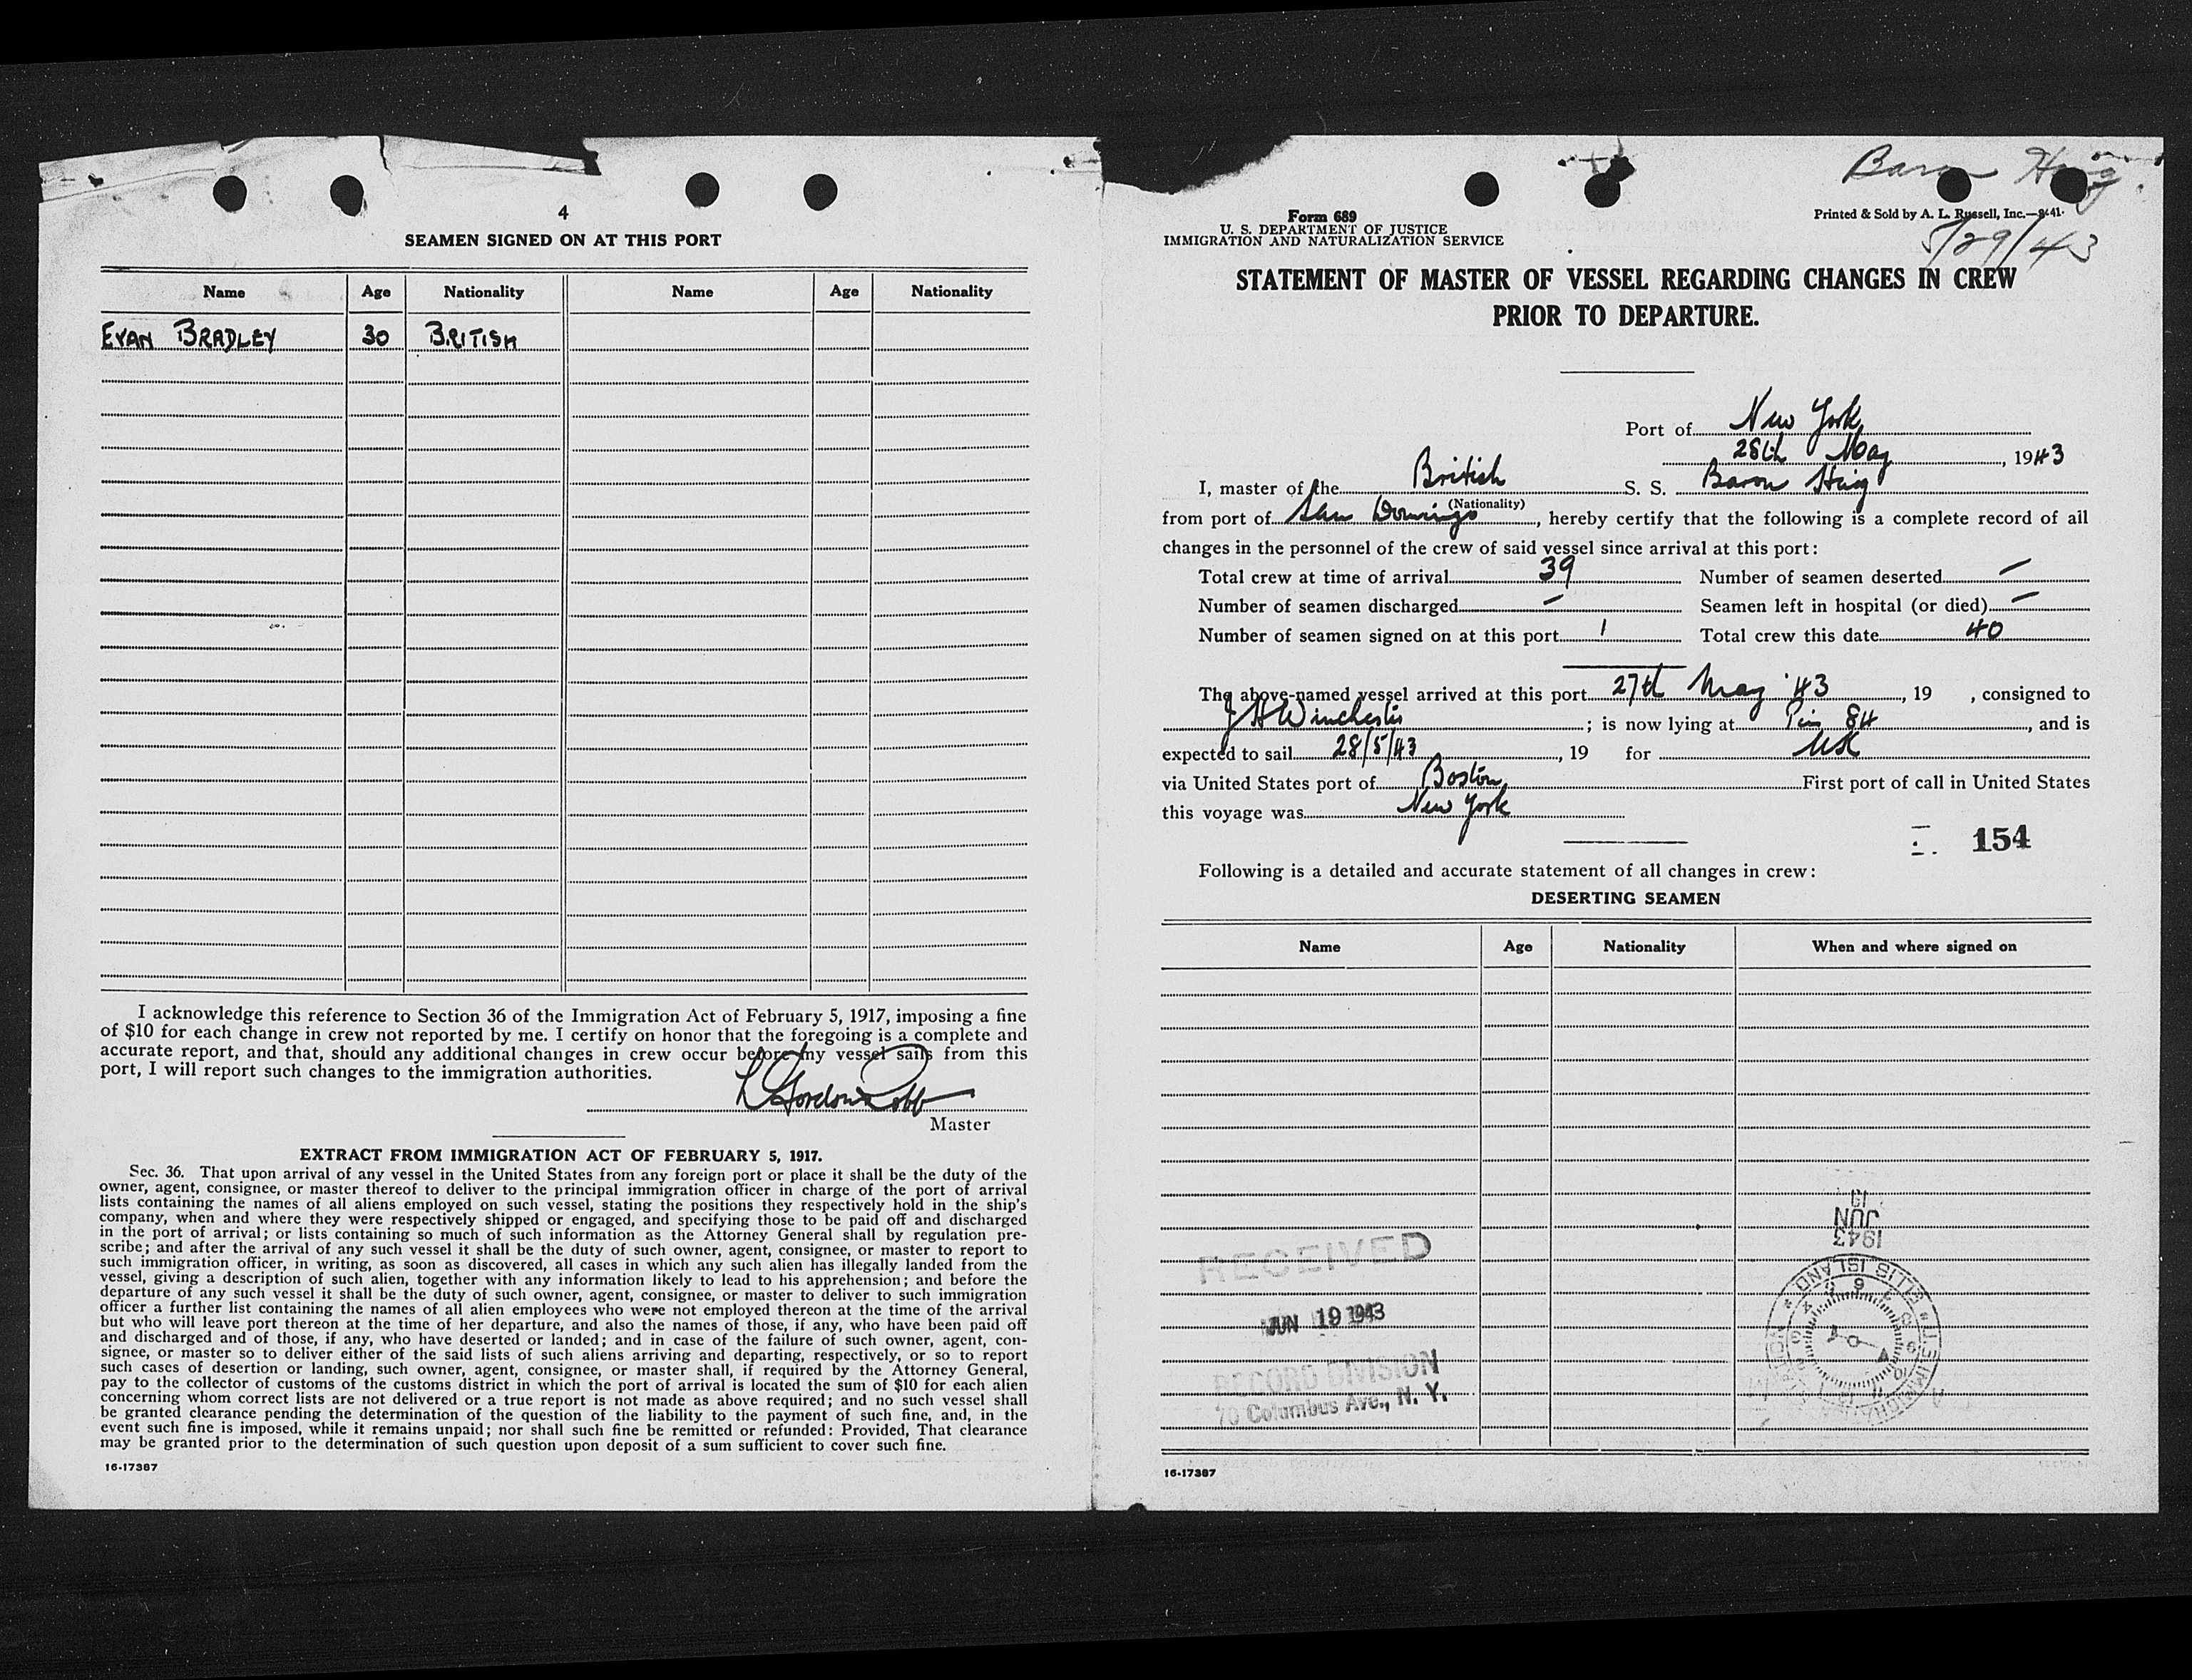 4
SEAMEN SIGNED ON AT THIS PORT
Name Age Nationality Name Age Nationality
EVAN BRADLEY 30 BRITISH
I acknowledge this reference to Section 36 of the Immigration Act of February 5, 1917, imposing a fine
of $10 for each change in crew not reported by me. I certify on honor that the foregoing is a complete and
accurate report, and that, should any additional changes in crew occur before my vessel sails from this
port, I will report such changes to the immigration authorities.
L Gordon Robb
Master
EXTRACT FROM IMMIGRATION ACT OF FEBRUARY 5, 1917.
Sec. 36. That upon arrival of any vessel in the United States from any foreign port or place it shall be the duty of the
owner, agent, consignee, or master thereof to deliver to the principal immigration officer in charge of the port of arrival
lists containing the names of all aliens employed on such vessel, stating the positions they respectively hold in the ship's
company, when and where they were respectively shipped or engaged, and specifying those to be paid off and discharged
in the port of arrival; or lists containing so much of such information as the Attorney General shall by regulation pre-
scribe; and after the arrival of any such vessel it shall be the duty of such owner, agent, consignee, or master to report to
such immigration officer, in writing, as soon as discovered, all cases in which any such alien has illegally landed from the
vessel, giving a description of such alien, together with any information likely to lead to his apprehension; and before the
departure of any such vessel it shall be the duty of such owner, agent, consignee, or master to deliver to such immigration
officer a further list containing the names of all alien employees who were not employed thereon at the time of the arrival
but who will leave port thereon at the time of her departure, and also the names of those, if any, who have been paid off
and discharged and of those, if any, who have deserted or landed; and in case of the failure of such owner, agent, con-
signee, or master so to deliver either of the said lists of such aliens arriving and departing, respectively, or so to report
such cases of desertion or landing, such owner, agent, consignee, or master shall, if required by the Attorney General,
pay to the collector of customs of the customs district in which the port of arrival is located the sum of $10 for each alien
concerning whom correct lists are not delivered or a true report is not made as above required; and no such vessel shall
be granted clearance pending the determination of the question of the liability to the payment of such fine, and, in the
event such fine is imposed, while it remains unpaid; nor shall such fine be remitted or refunded: Provided, That clearance
may be granted prior to the determination of such question upon deposit of a sum sufficient to cover such fine.
16-17387
Baron Haig
Form 689
U. S. DEPARTMENT OF JUSTICE
IMMIGRATION AND NATURALIZATION SERVICE
Printed & Sold by A. L. Russell, Inc.—9-41
5/29/43
STATEMENT OF MASTER OF VESSEL REGARDING CHANGES IN CREW
PRIOR TO DEPARTURE.
Port of New York
28th May, 1943
I, master of the British S. S. Baron Haig
(Nationality)
from port of San Domingo, hereby certify that the following is a complete record of all
changes in the personnel of the crew of said vessel since arrival at this port:
Total crew at time of arrival 39 Number of seamen deserted —
Number of seamen discharged — Seamen left in hospital (or died) —
Number of seamen signed on at this port 1 Total crew this date 40
The above-named vessel arrived at this port 27th May '43, 19 , consigned to
J H Winchester; is now lying at Pier 84, and is
expected to sail 28/5/43, 19 for UK
via United States port of Boston First port of call in United States
this voyage was New York
154
Following is a detailed and accurate statement of all changes in crew:
DESERTING SEAMEN
Name Age Nationality When and where signed on
1943
JUN
19
RECEIVED
JUN 19 1943
RECORD DIVISION
70 Columbus Ave., N. Y.
U.S. IMMIGRATION
ELLIS ISLAND
16-17387